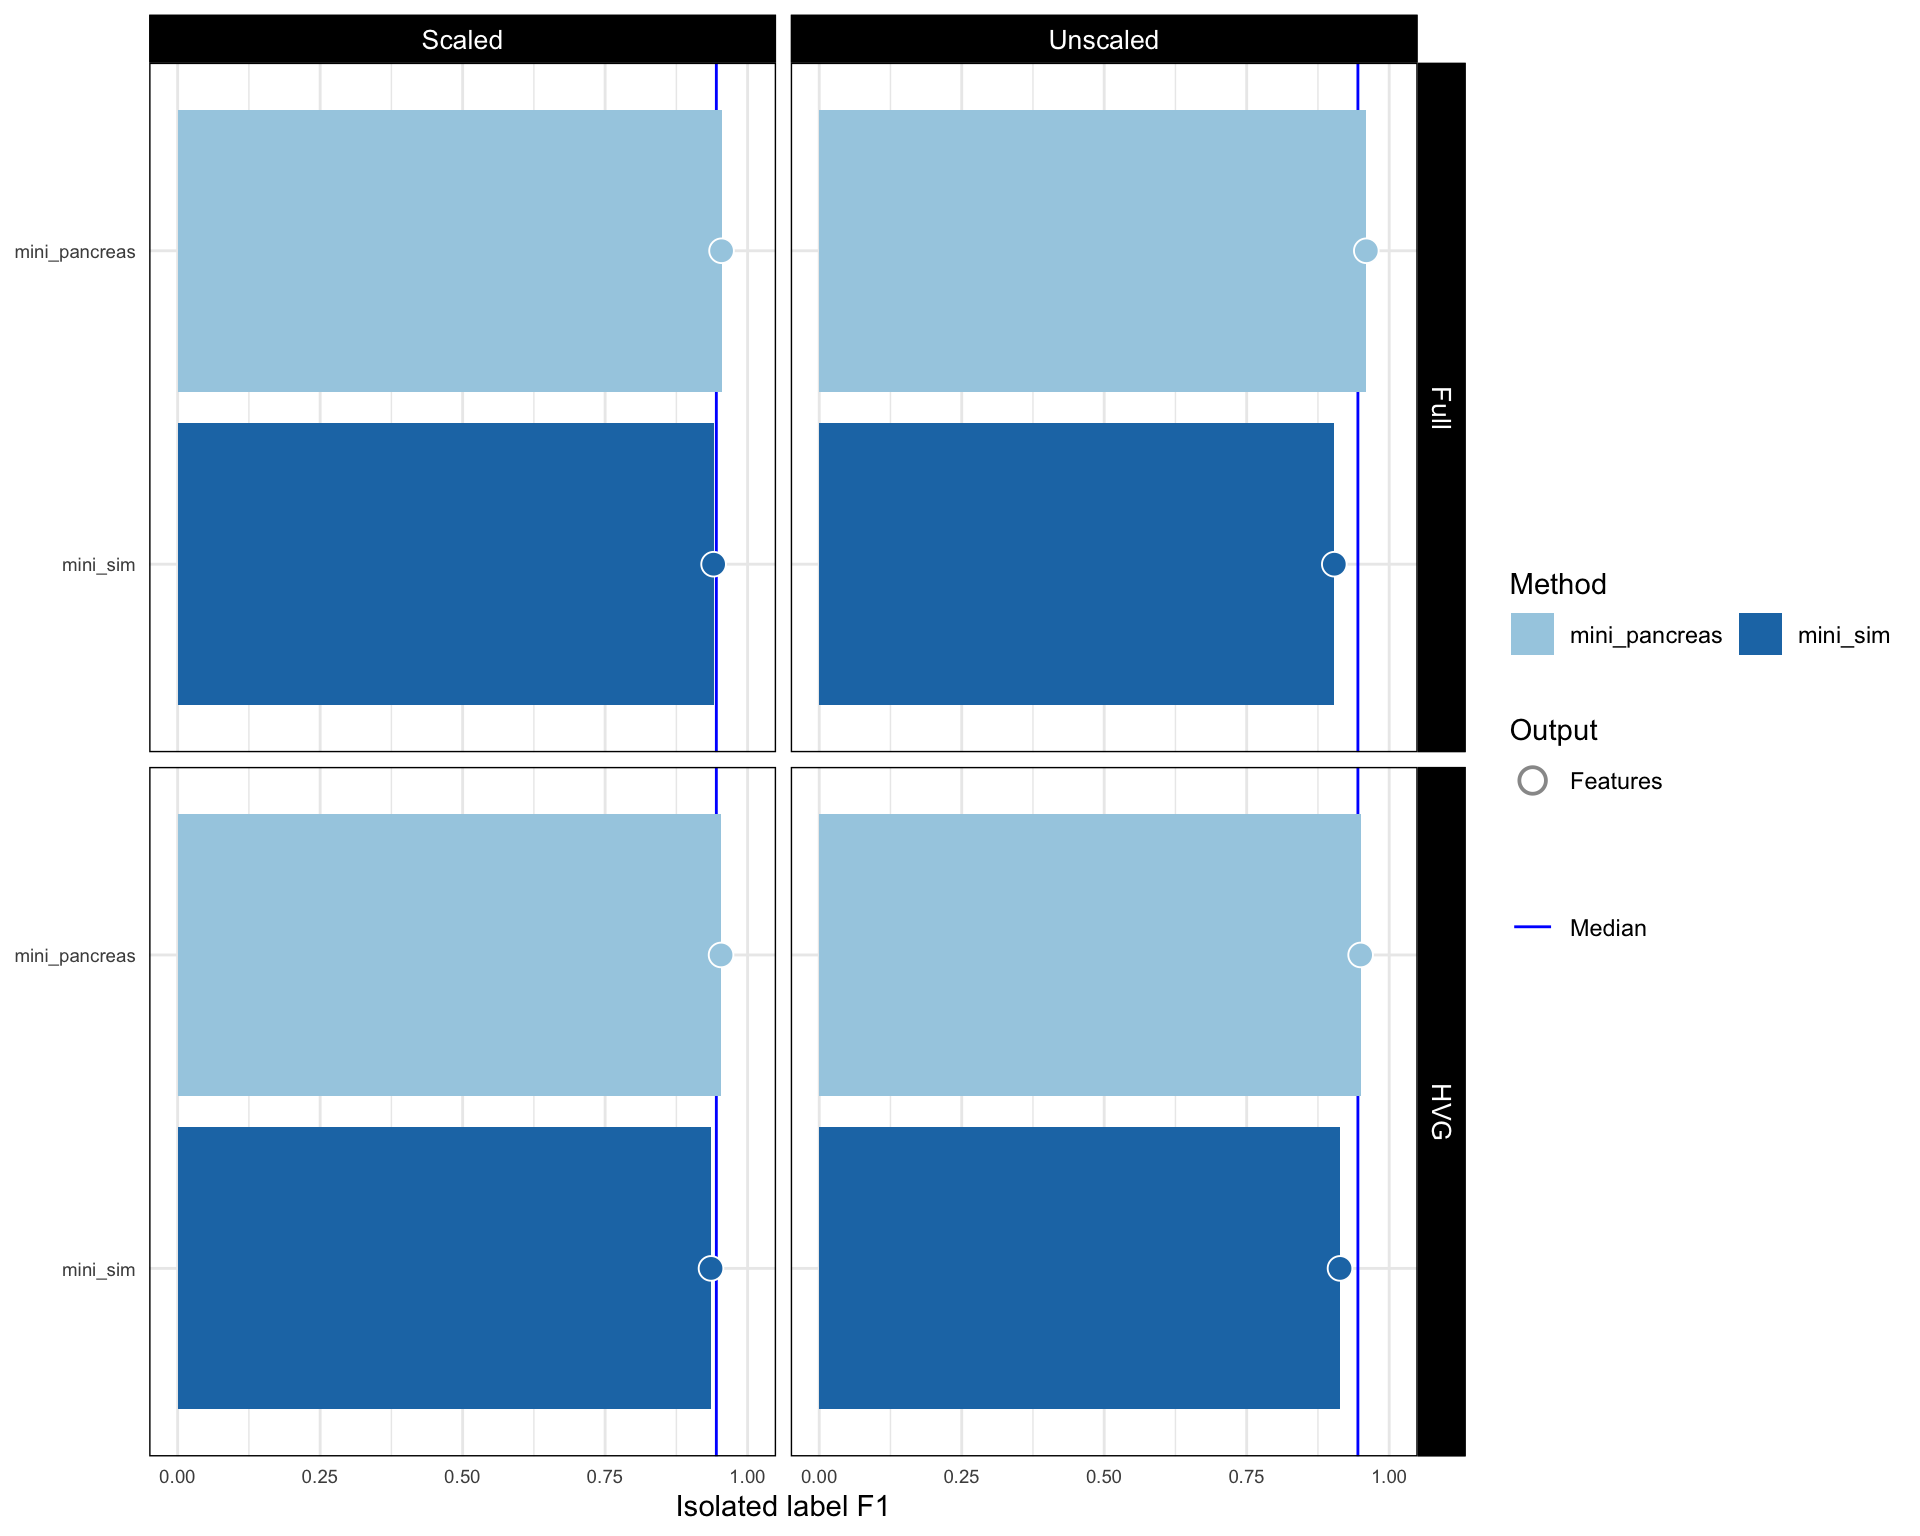 Scaled
Unscaled
mini_pancreas
mini_sim
Full
mini_pancreas
mini_sim
HVG
0.00 0.25 0.50 0.75 1.00 0.00 0.25 0.50 0.75 1.00
Isolated label F1
Method
mini_pancreas mini_sim
Output
Features
Median